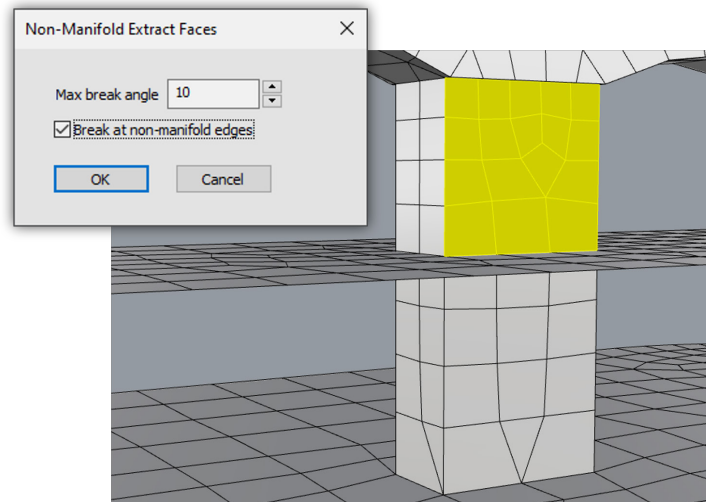 Non-Manifold Extract Faces
Max break angle 10
Break at non-manifold edges
OK Cancel